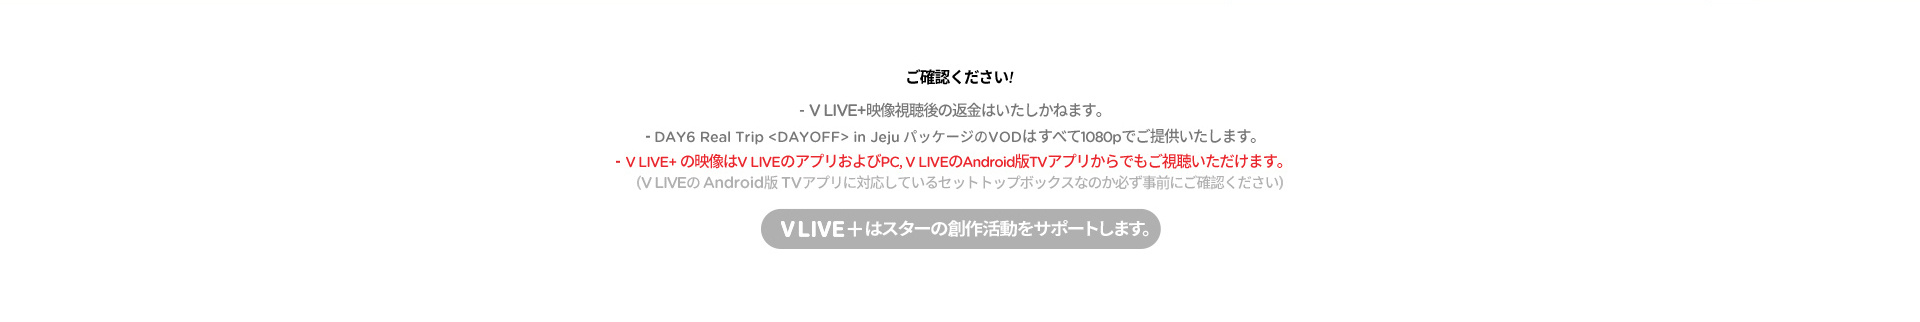 ご確認ください!
- V LIVE+映像視聴後の返金はいたしかねます。
- DAY6 Real Trip <DAYOFF> in Jeju パッケージのVODはすべて1080pでご提供いたします。
- V LIVE+ の映像はV LIVEのアプリおよびPC, V LIVEのAndroid版TVアプリからでもご視聴いただけます。
(V LIVEの Android版 TVアプリに対応しているセットトップボックスなのか必ず事前にご確認ください)
V LIVE+はスターの創作活動をサポートします。